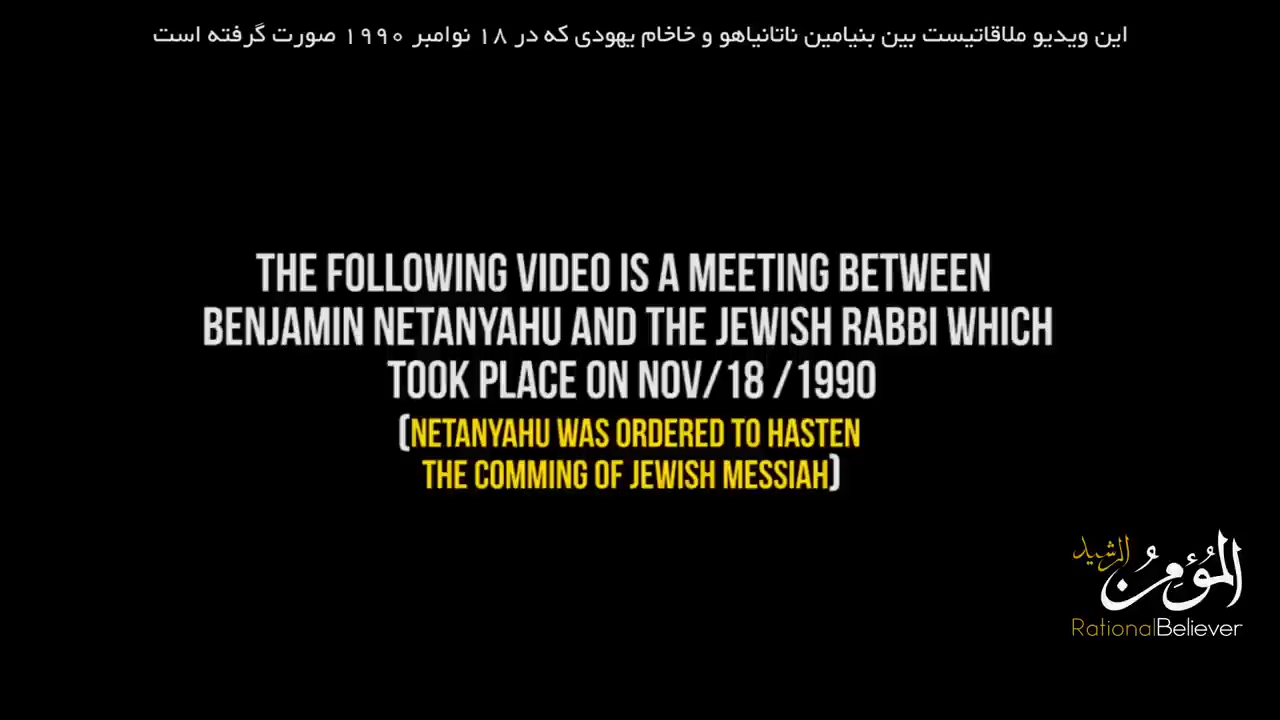 این ویدیو ملاقاتیست بین بنیامین ناتانیاهو و خاخام یهودی که در ۱۸ نوامبر ۱۹۹۰ صورت گرفته است
THE FOLLOWING VIDEO IS A MEETING BETWEEN
BENJAMIN NETANYAHU AND THE JEWISH RABBI WHICH
TOOK PLACE ON NOV/18 /1990
(NETANYAHU WAS ORDERED TO HASTEN
THE COMMING OF JEWISH MESSIAH)
المُؤمِنُ الرشيد
RationalBeliever